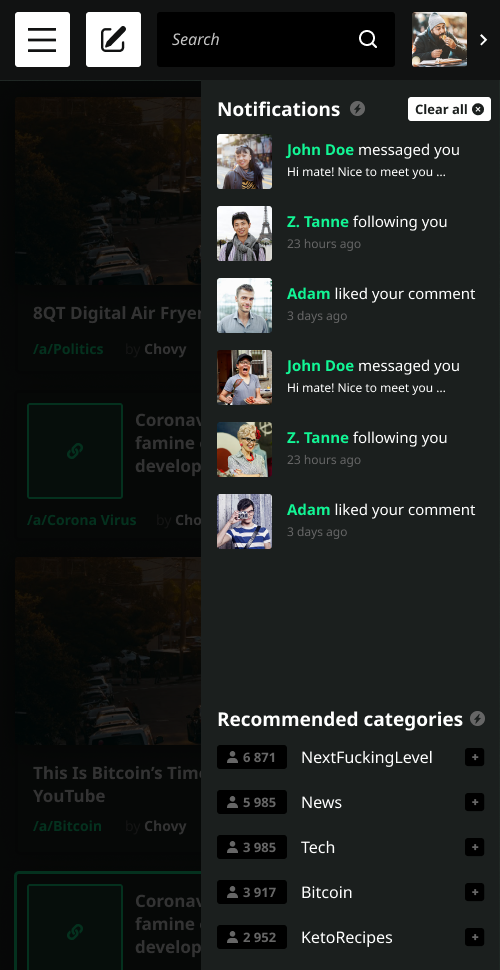 Search
Notifications
Clear all
John Doe messaged you
Hi mate! Nice to meet you ...
Z. Tanne following you
23 hours ago
Adam liked your comment
3 days ago
John Doe messaged you
Hi mate! Nice to meet you ...
Z. Tanne following you
23 hours ago
Adam liked your comment
3 days ago
8QT Digital Air Fryer
/a/Politics by Chovy
Coronav
famine
develop
/a/Corona Virus by Cho
This Is Bitcoin's Time
YouTube
/a/Bitcoin by Chovy
Coronav
famine
develop
Recommended categories
6 871 NextFuckingLevel
5 985 News
3 985 Tech
3 917 Bitcoin
2 952 KetoRecipes